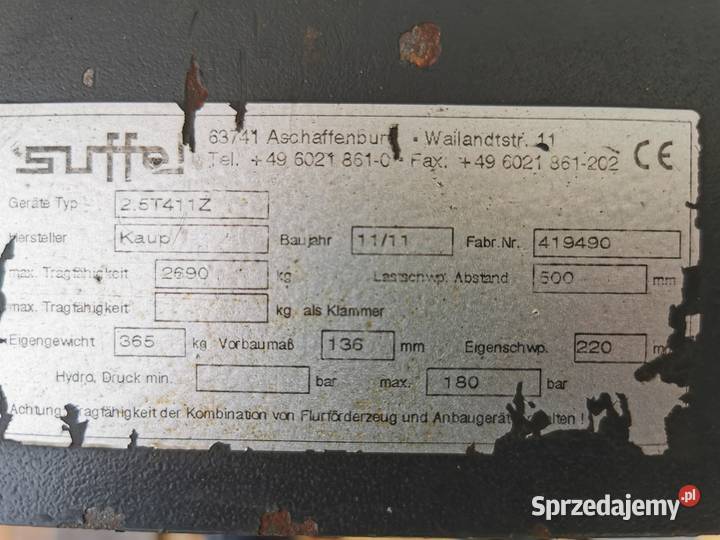 suffel 63741 Aschaffenburg - Wailandtstr. 11
Tel. +49 6021 861-0 - Fax: +49 6021 861-202 CE
Geräte Typ 2.5T411Z
Hersteller Kaup Baujahr 11/11 Fabr.Nr. 419490
max. Tragfähigkeit 2690 kg Lastschwp. Abstand 500 mm
max. Tragfähigkeit kg als Klammer
Eigengewicht 365 kg Vorbaumaß 136 mm Eigenschwp. 220 m
Hydro, Druck min. bar max. 180 bar
Achtung Tragfähigkeit der Kombination von Flurförderzeug und Anbaugerät !
Sprzedajemy.pl